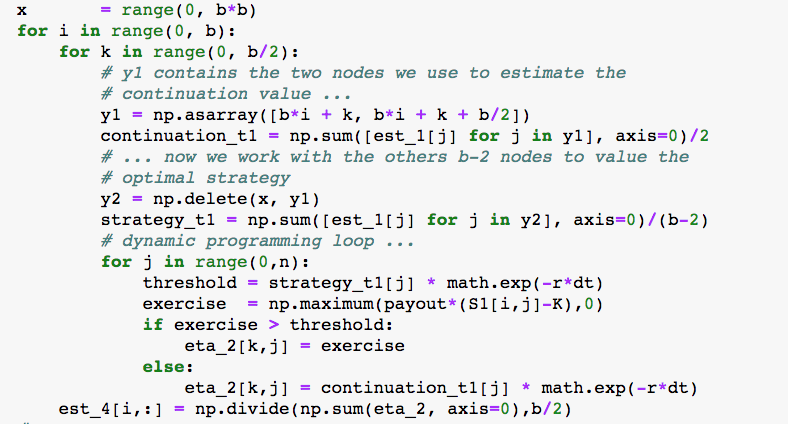 x       = range(0, b*b)
for i in range(0, b):
    for k in range(0, b/2):
        # y1 contains the two nodes we use to estimate the
        # continuation value ...
        y1 = np.asarray([b*i + k, b*i + k + b/2])
        continuation_t1 = np.sum([est_1[j] for j in y1], axis=0)/2
        # ... now we work with the others b-2 nodes to value the
        # optimal strategy
        y2 = np.delete(x, y1)
        strategy_t1 = np.sum([est_1[j] for j in y2], axis=0)/(b-2)
        # dynamic programming loop ...
        for j in range(0,n):
            threshold = strategy_t1[j] * math.exp(-r*dt)
            exercise  = np.maximum(payout*(S1[i,j]-K),0)
            if exercise > threshold:
                eta_2[k,j] = exercise
            else:
                eta_2[k,j] = continuation_t1[j] * math.exp(-r*dt)
    est_4[i,:] = np.divide(np.sum(eta_2, axis=0),b/2)